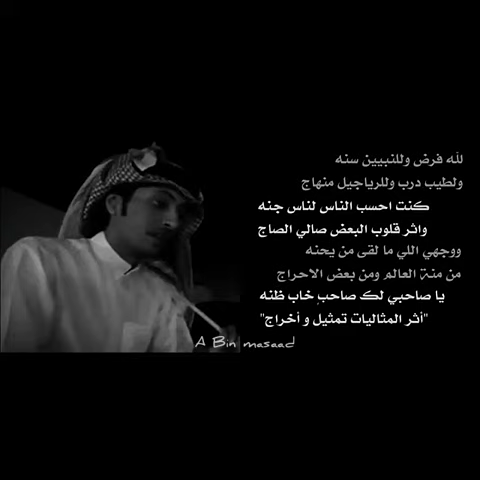 لله فرض وللنبيين سنه
ولطيب درب وللرياجيل منهاج
كنت احسب الناس لناس جنه
واثر قلوب البعض صالي الصاج
ووجهي اللي ما لقى من يحنه
من منة العالم ومن بعض الاحراج
يا صاحبي لك صاحبٍ خاب ظنه
"أثر المثاليات تمثيل و أخراج"
A Bin masaad